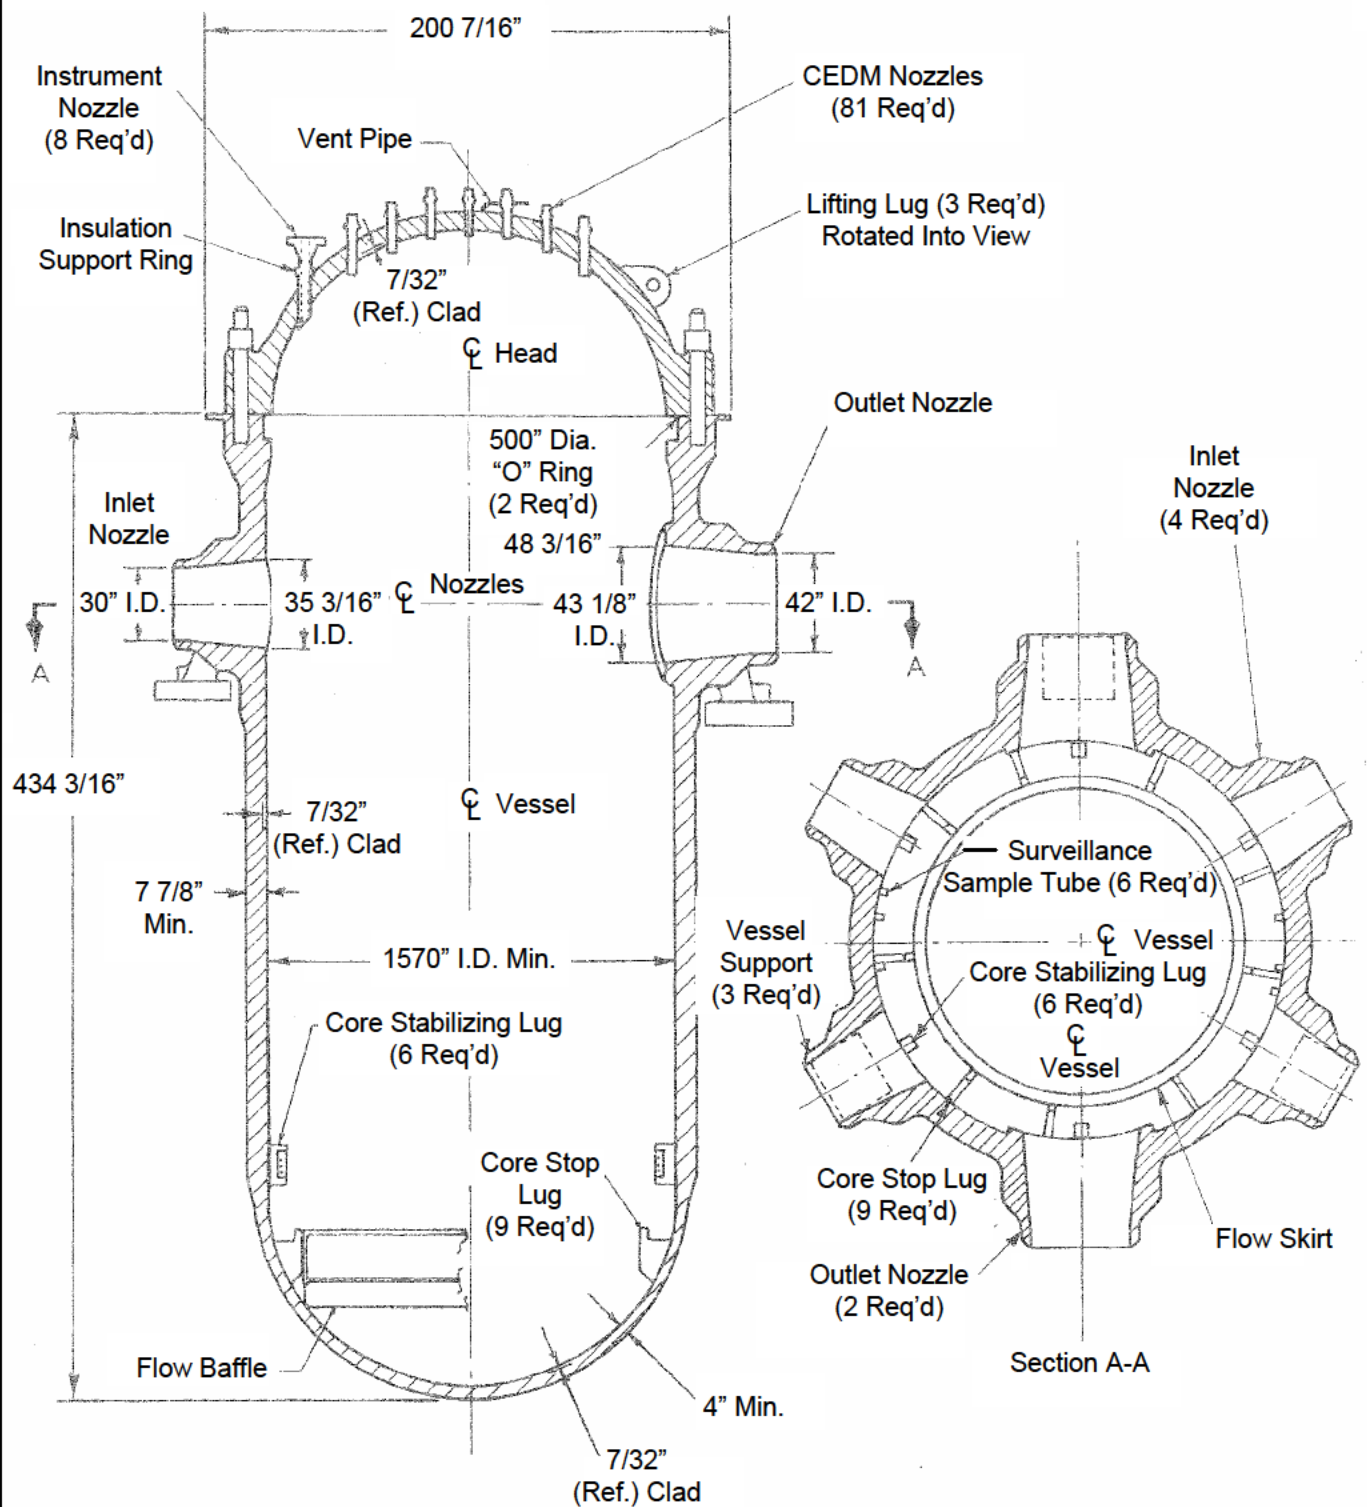 200 7/16”
Instrument
Nozzle
(8 Req’d)
CEDM Nozzles
(81 Req’d)
Vent Pipe
Lifting Lug (3 Req’d)
Rotated Into View
Insulation
Support Ring
7/32”
(Ref.) Clad
CL Head
Outlet Nozzle
500” Dia.
“O” Ring
(2 Req’d)
Inlet
Nozzle
(4 Req’d)
Inlet
Nozzle
48 3/16”
30” I.D.
35 3/16”
I.D.
CL Nozzles
43 1/8”
I.D.
42” I.D.
A
A
434 3/16”
7/32”
(Ref.) Clad
CL Vessel
7 7/8”
Min.
1570” I.D. Min.
Core Stabilizing Lug
(6 Req’d)
Core Stop
Lug
(9 Req’d)
Flow Baffle
4” Min.
7/32”
(Ref.) Clad
Surveillance
Sample Tube (6 Req’d)
Vessel
Support
(3 Req’d)
CL Vessel
Core Stabilizing Lug
(6 Req’d)
CL
Vessel
Core Stop Lug
(9 Req’d)
Flow Skirt
Outlet Nozzle
(2 Req’d)
Section A-A